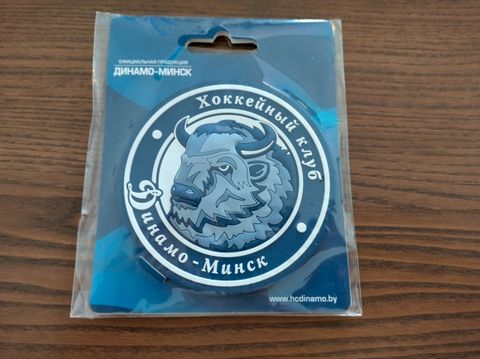 ОФИЦИАЛЬНАЯ ПРОДУКЦИЯ
ДИНАМО-МИНСК
Хоккейный клуб
Динамо-Минск
www.hcdinamo.by